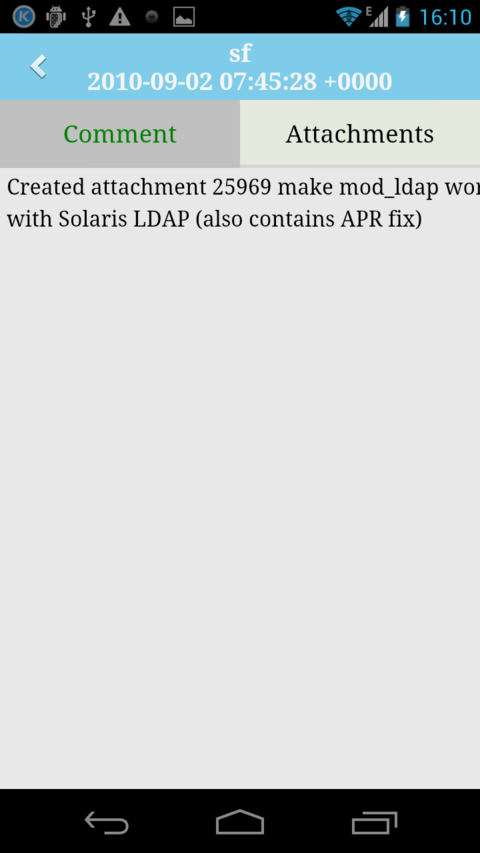 E 16:10
sf
2010-09-02 07:45:28 +0000
Comment Attachments
Created attachment 25969 make mod_ldap wor
with Solaris LDAP (also contains APR fix)